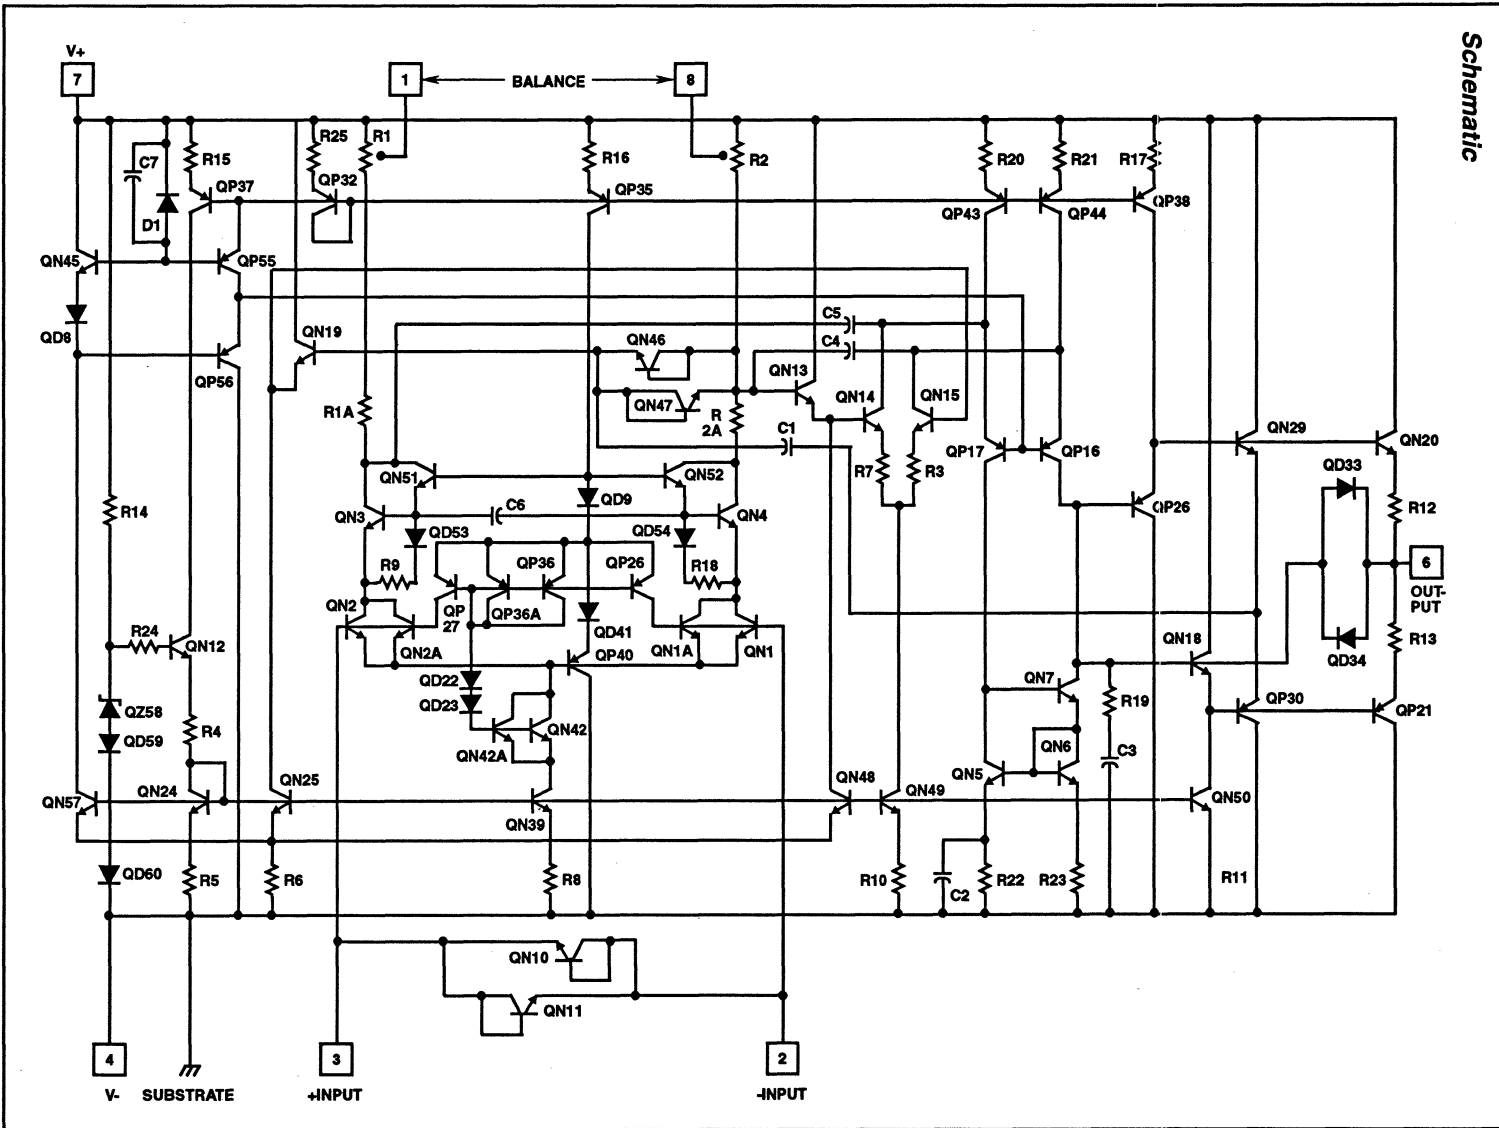 Schematic
V+
7
1
BALANCE
8
C7
R15
R25
R1
R16
R2
R20
R21
R17
QP37
QP32
QP35
QP43
QP44
QP38
D1
QN45
QP55
QD8
QN19
QN46
C5
C4
QP56
QN13
QN14
QN15
R1A
QN47
R
2A
C1
R7
R3
QP17
QP16
QN29
QN20
QN51
QN52
QD9
QD33
R14
QN3
C6
QN4
QP26
R12
QD53
QD54
R9
QP36
QP26
R18
6
OUT-
PUT
QN2
QP
27
QP36A
QD41
R24
QN12
QN2A
QP40
QN1A
QN1
QN18
R13
QD34
QD22
QD23
QN7
R19
QP30
QP21
QZ58
QD59
R4
QN42
QN42A
QN6
C3
QN57
QN24
QN25
QN39
QN48
QN49
QN5
QN50
QD60
R5
R6
R8
R10
C2
R22
R23
R11
QN10
QN11
4
3
2
V-
SUBSTRATE
+INPUT
-INPUT